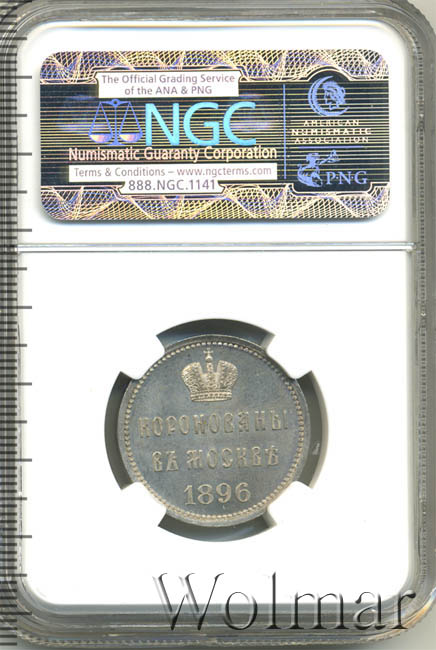 The Official Grading Service
of the ANA & PNG
NGC
Numismatic Guaranty Corporation
Terms & Conditions – www.ngcterms.com
888.NGC.1141
AMERICAN
NUMISMATIC
ASSOCIATION
PNG
КОРОНОВАНЫ
ВЪ МОСКВѢ
1896
Wolmar